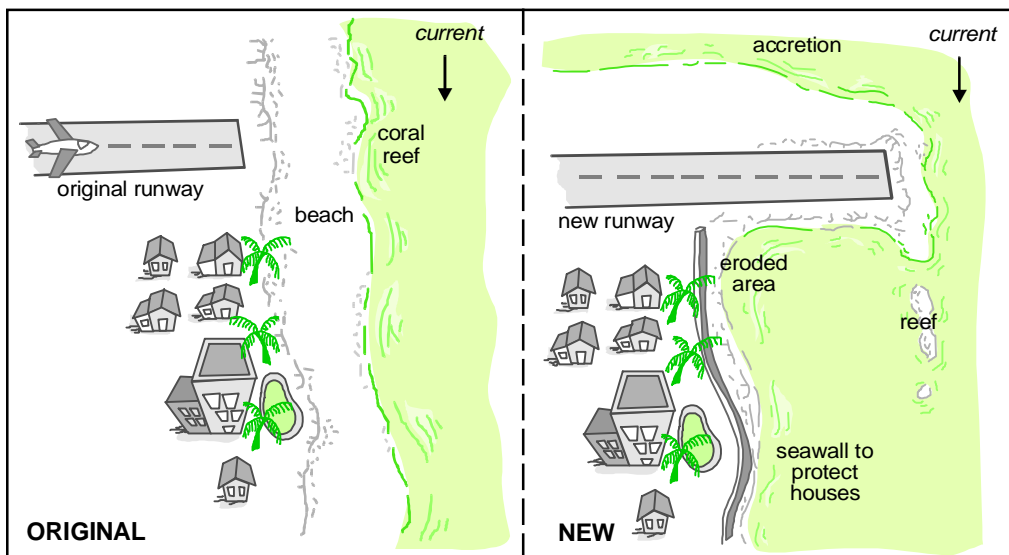 current
coral
reef
original runway
beach
ORIGINAL
accretion
current
new runway
eroded
area
reef
seawall to
protect
houses
NEW